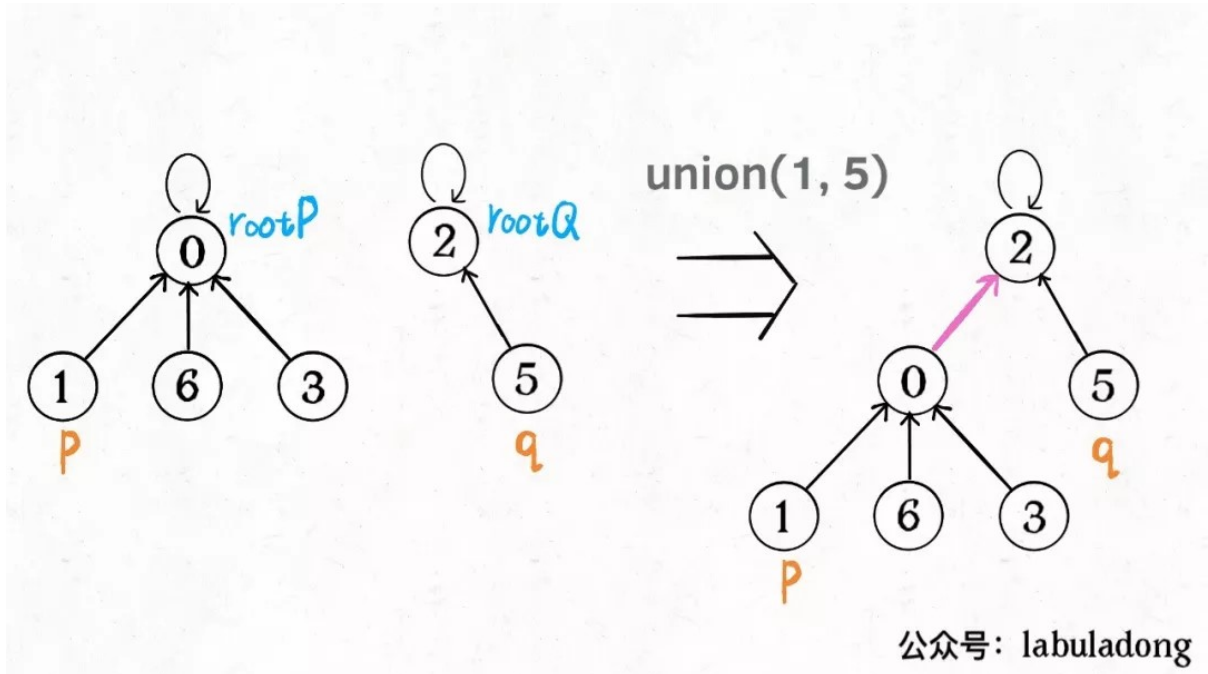 union(1, 5)
0 rootP
2 rootQ
2
1 6 3
5
0
5
p
q
q
1 6 3
p
公众号：labuladong